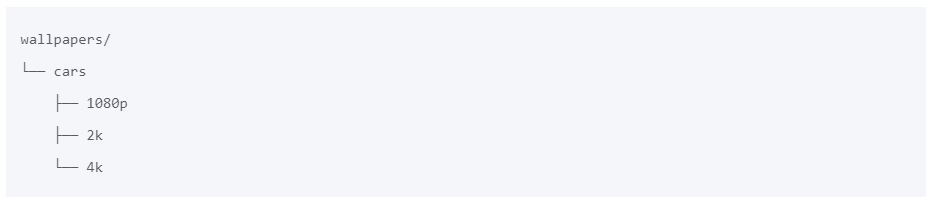 wallpapers/
└── cars
    ├── 1080p
    ├── 2k
    └── 4k